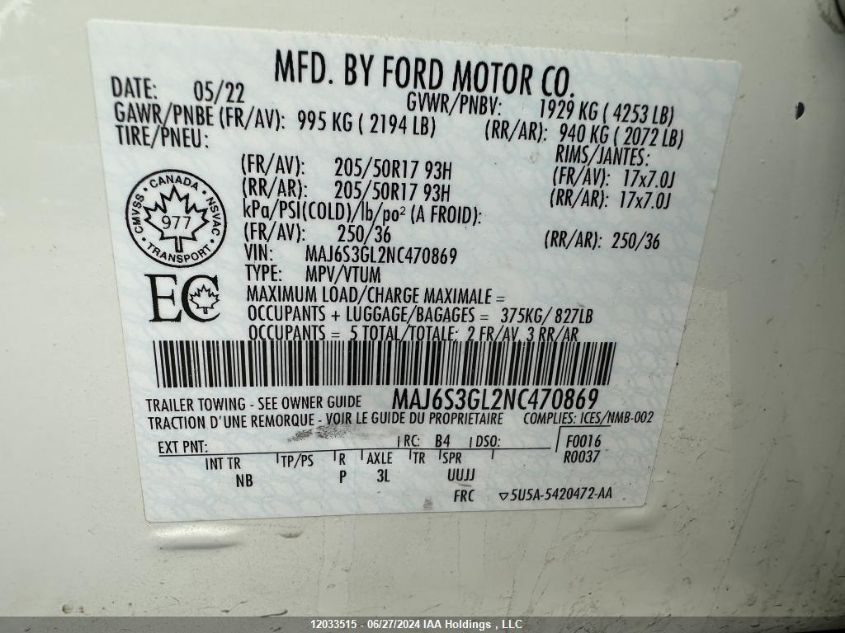 MFD. BY FORD MOTOR CO.
DATE: 05/22 GVWR/PNBV: 1929 KG ( 4253 LB)
GAWR/PNBE (FR/AV): 995 KG ( 2194 LB) (RR/AR): 940 KG ( 2072 LB)
TIRE/PNEU: RIMS/JANTES:
(FR/AV): 205/50R17 93H (FR/AV): 17x7.0J
(RR/AR): 205/50R17 93H (RR/AR): 17x7.0J
kPa/PSI(COLD)/lb/po² (A FROID):
(FR/AV): 250/36 (RR/AR): 250/36
CMVSS · CANADA · NSVAC
977
TRANSPORT
VIN: MAJ6S3GL2NC470869
TYPE: MPV/VTUM
EC
MAXIMUM LOAD/CHARGE MAXIMALE =
OCCUPANTS + LUGGAGE/BAGAGES = 375KG/ 827LB
OCCUPANTS = 5 TOTAL/TOTALE: 2 FR/AV, 3 RR/AR
MAJ6S3GL2NC470869
TRAILER TOWING - SEE OWNER GUIDE
TRACTION D'UNE REMORQUE - VOIR LE GUIDE DU PROPRIETAIRE COMPLIES: ICES/NMB-002
EXT PNT: RC: B4 DSO: F0016
R0037
INT TR TP/PS R AXLE TR SPR
NB P 3L UUJJ
FRC ▽5U5A-5420472-AA
12033515 - 06/27/2024 IAA Holdings , LLC